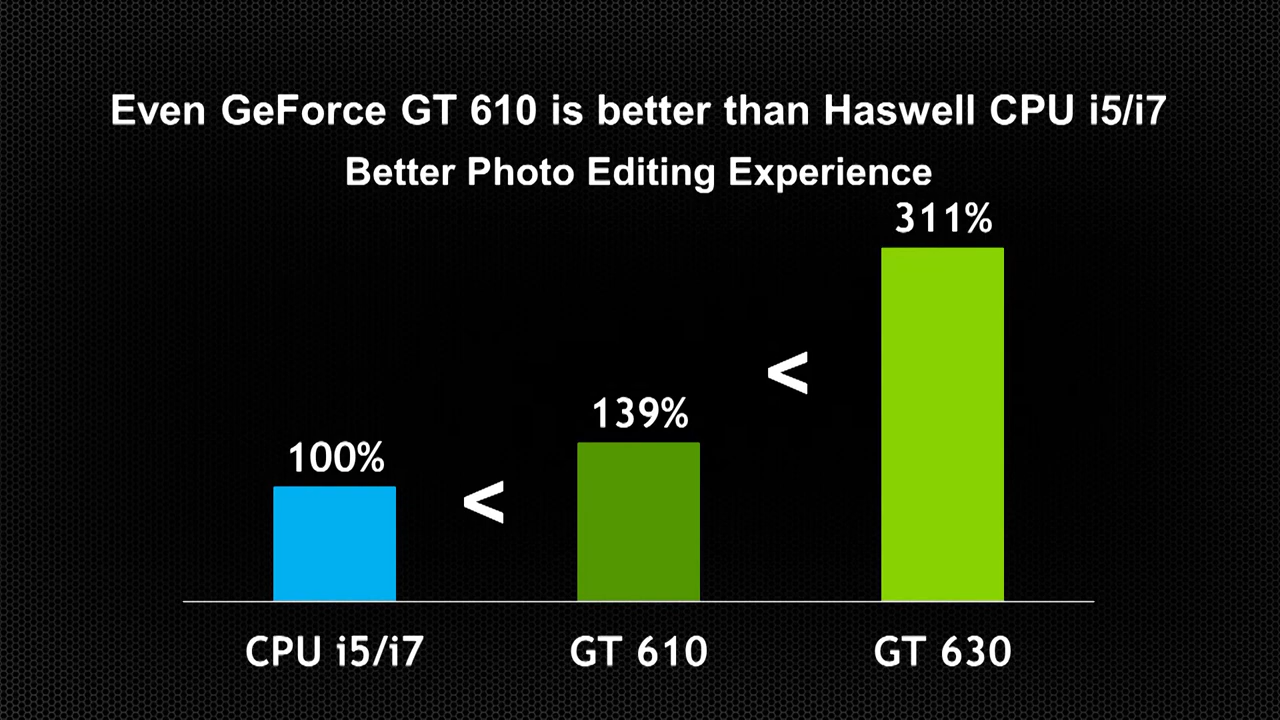 Even GeForce GT 610 is better than Haswell CPU i5/i7
Better Photo Editing Experience
311%
<
139%
100%
<
CPU i5/i7 GT 610 GT 630